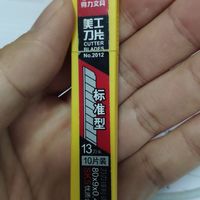 得力文具
美工
刀片
CUTTER
BLADES
No.2012
标准型
13
10片装
80x9x0.